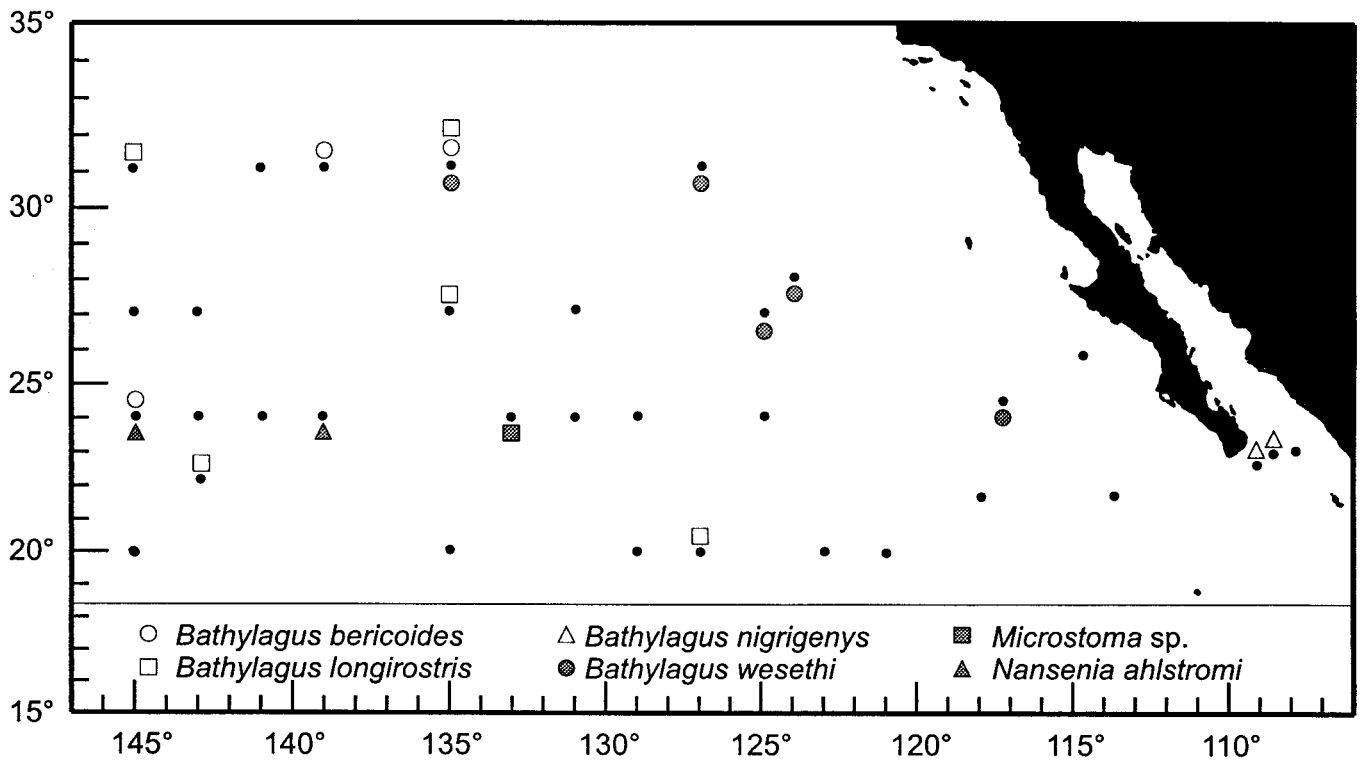 35°
30°
25°
20°
Bathylagus bericoides Bathylagus nigrigenys Microstoma sp.
Bathylagus longirostris Bathylagus wesethi Nansenia ahlstromi
15°
145° 140° 135° 130° 125° 120° 115° 110°